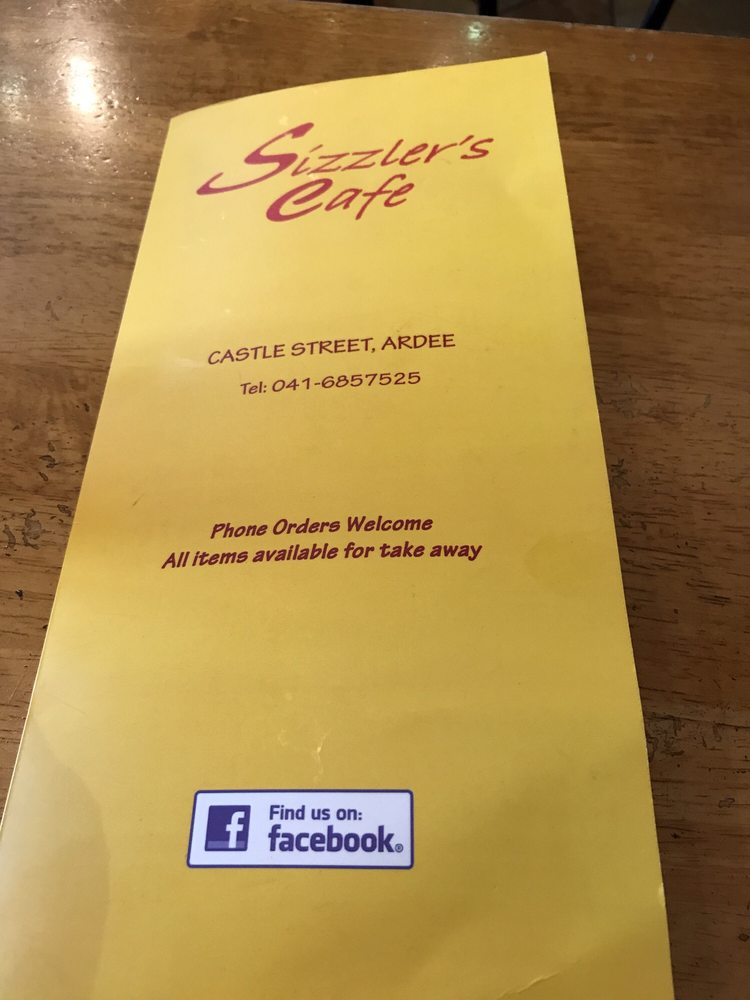 Sizzler's
Cafe
CASTLE STREET, ARDEE
Tel: 041-6857525
Phone Orders Welcome
All items available for take away
f
Find us on:
facebook®